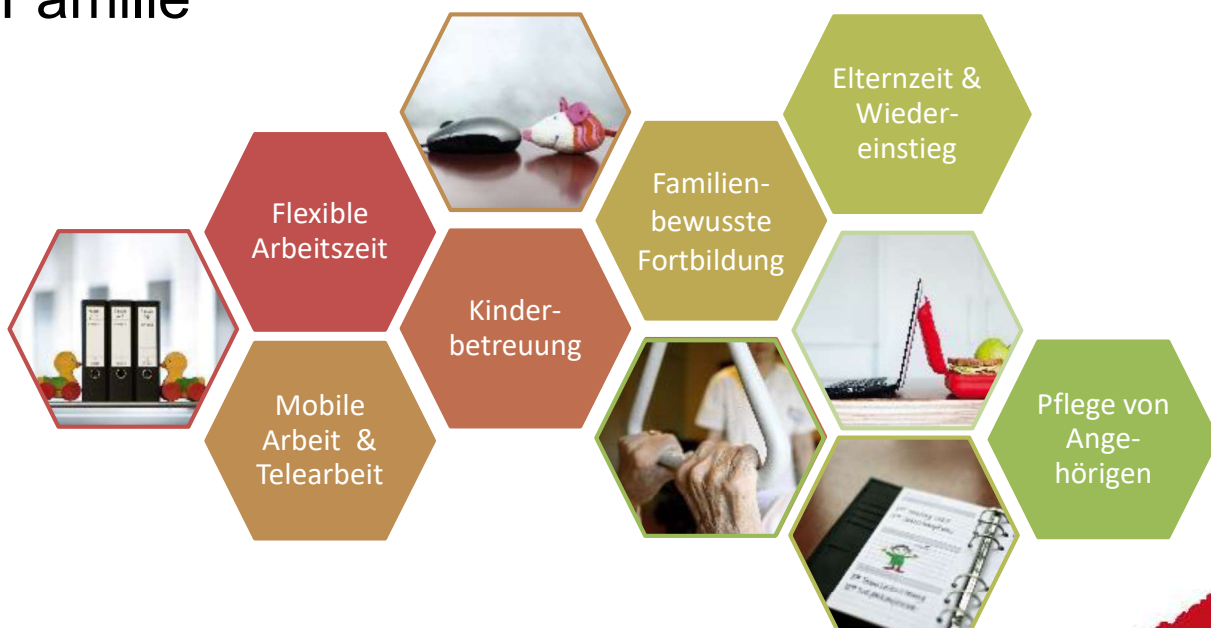 Familie
Elternzeit &
Wieder-
einstieg
Familien-
bewusste
Fortbildung
Flexible
Arbeitszeit
Kinder-
betreuung
Mobile
Arbeit &
Telearbeit
Pflege von
Ange-
hörigen